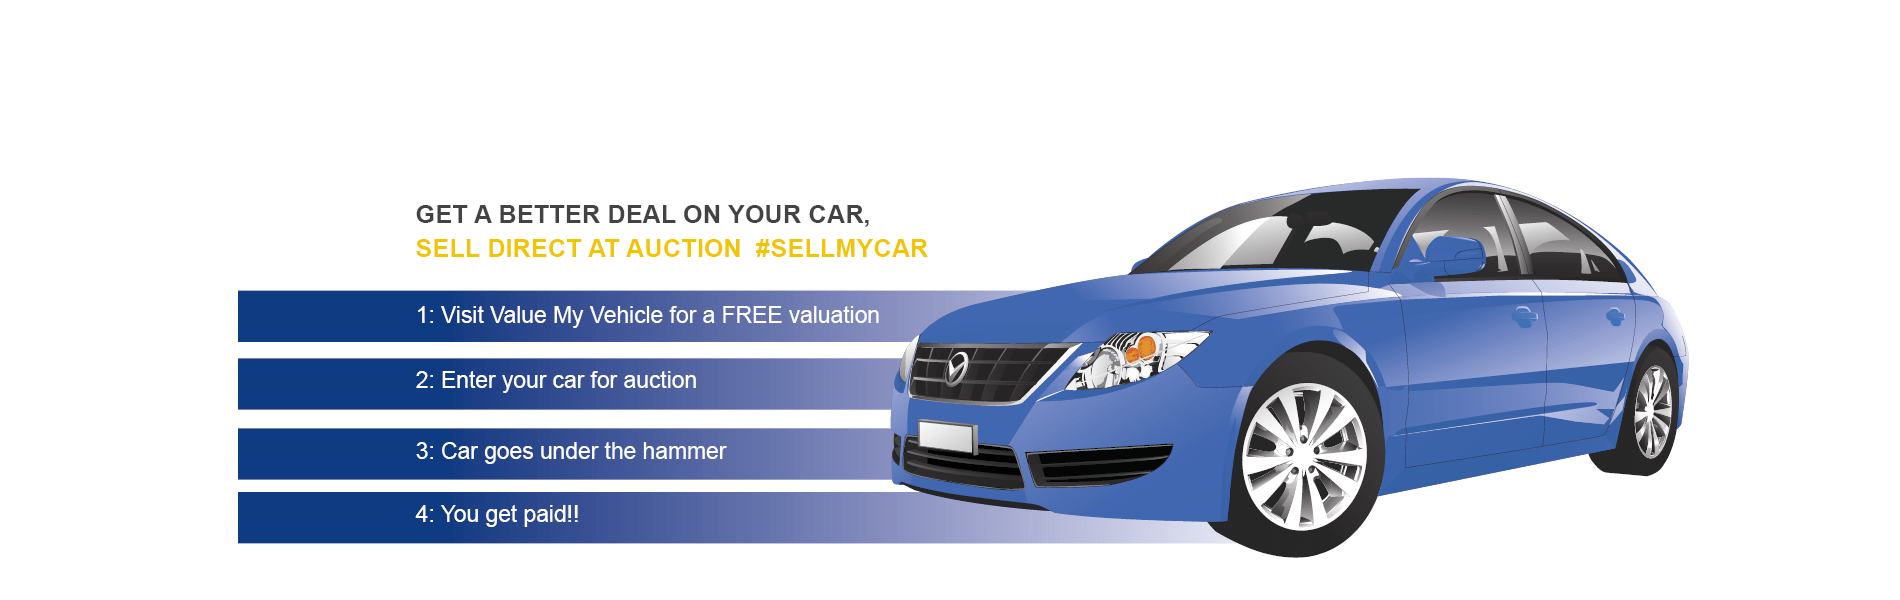 GET A BETTER DEAL ON YOUR CAR,
SELL DIRECT AT AUCTION  #SELLMYCAR
1: Visit Value My Vehicle for a FREE valuation
2: Enter your car for auction
3: Car goes under the hammer
4: You get paid!!